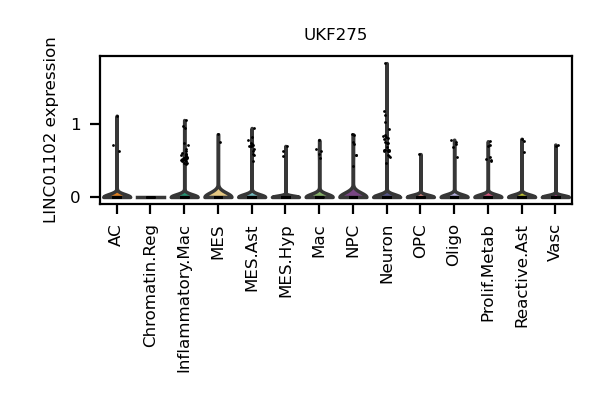 UKF275
LINC01102 expression
1
0
AC
Chromatin.Reg
Inflammatory.Mac
MES
MES.Ast
MES.Hyp
Mac
NPC
Neuron
OPC
Oligo
Prolif.Metab
Reactive.Ast
Vasc